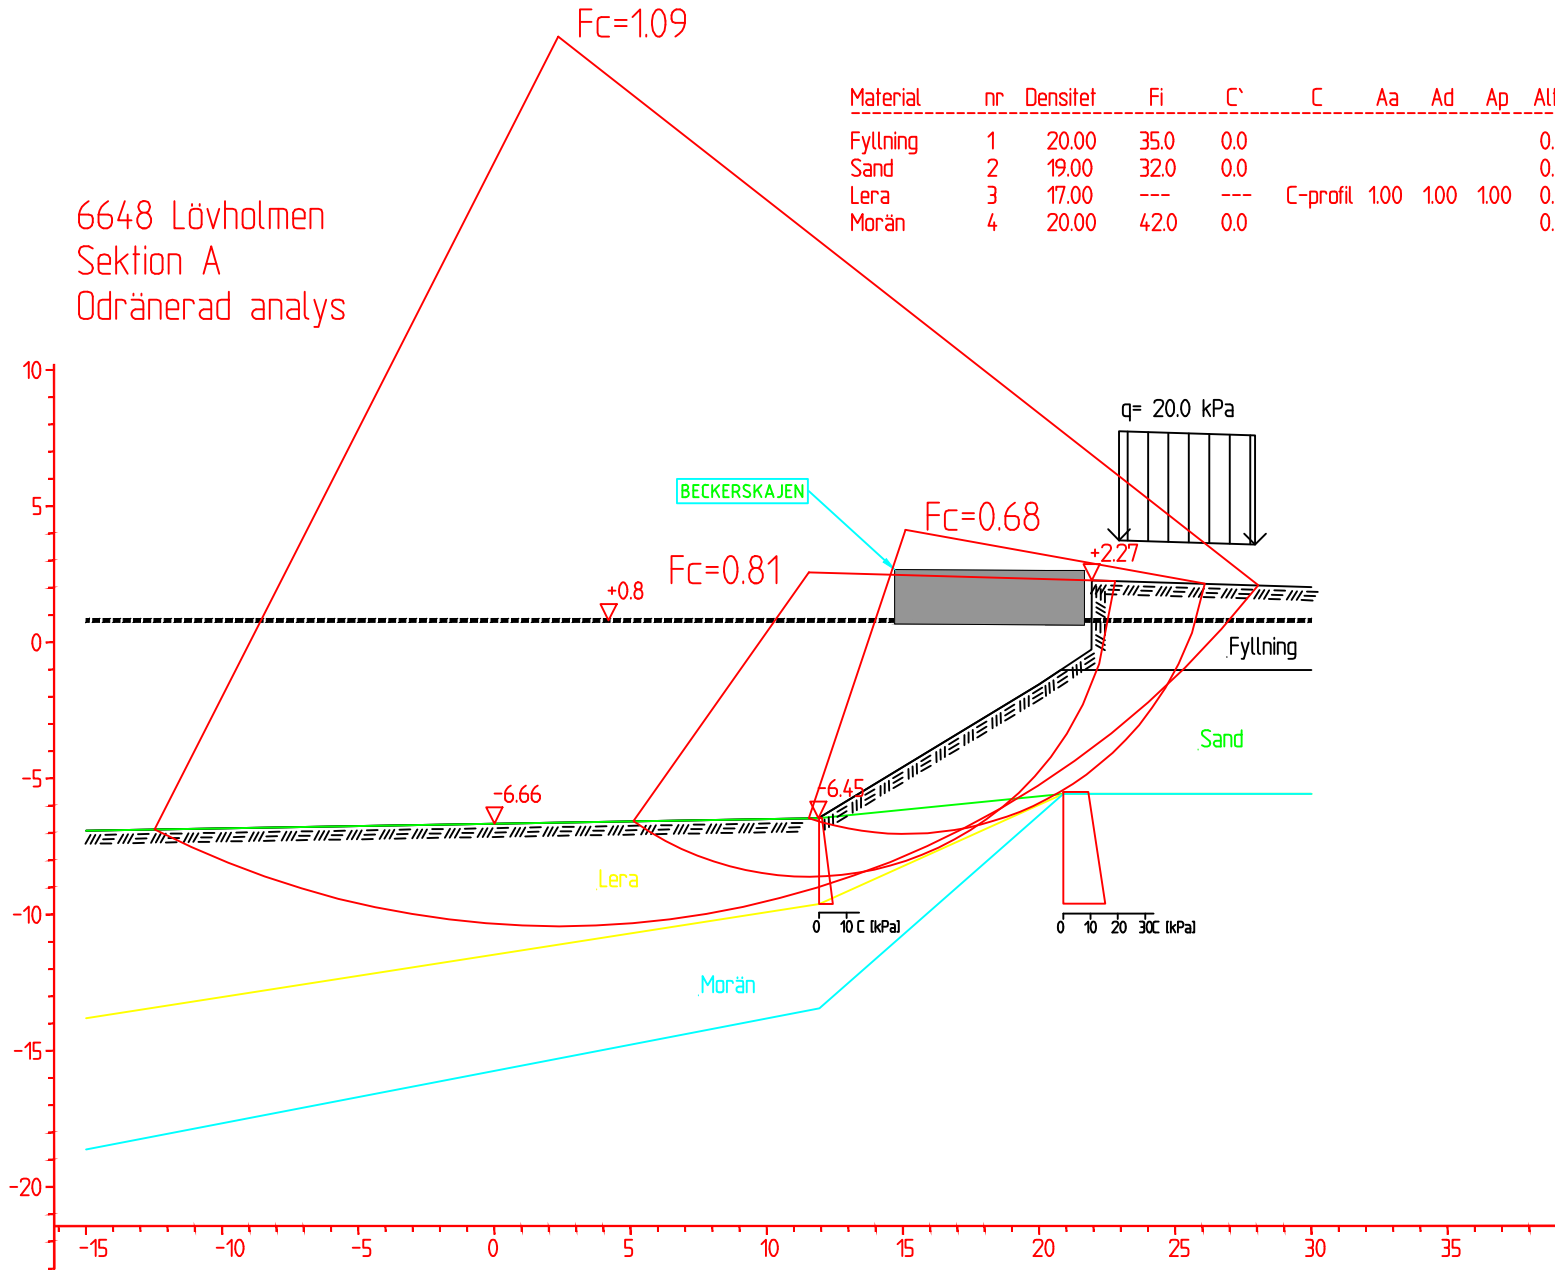 Fc=1.09
Material nr Densitet Fi C` C Aa Ad Ap
Fyllning 1 20.00 35.0 0.0 0.
Sand 2 19.00 32.0 0.0 0.
Lera 3 17.00 --- --- C-profil 1.00 1.00 1.00 0.
Morän 4 20.00 42.0 0.0 0.
6648 Lövholmen
Sektion A
Odränerad analys
q= 20.0 kPa
BECKERSKAJEN
Fc=0.68
Fc=0.81
+2.27
+0.8
Fyllning
Sand
-6.66
-6.45
Lera
0 10 C [kPa]
0 10 20 30C [kPa]
Morän
10
5
0
-5
-10
-15
-20
-15 -10 -5 0 5 10 15 20 25 30 35